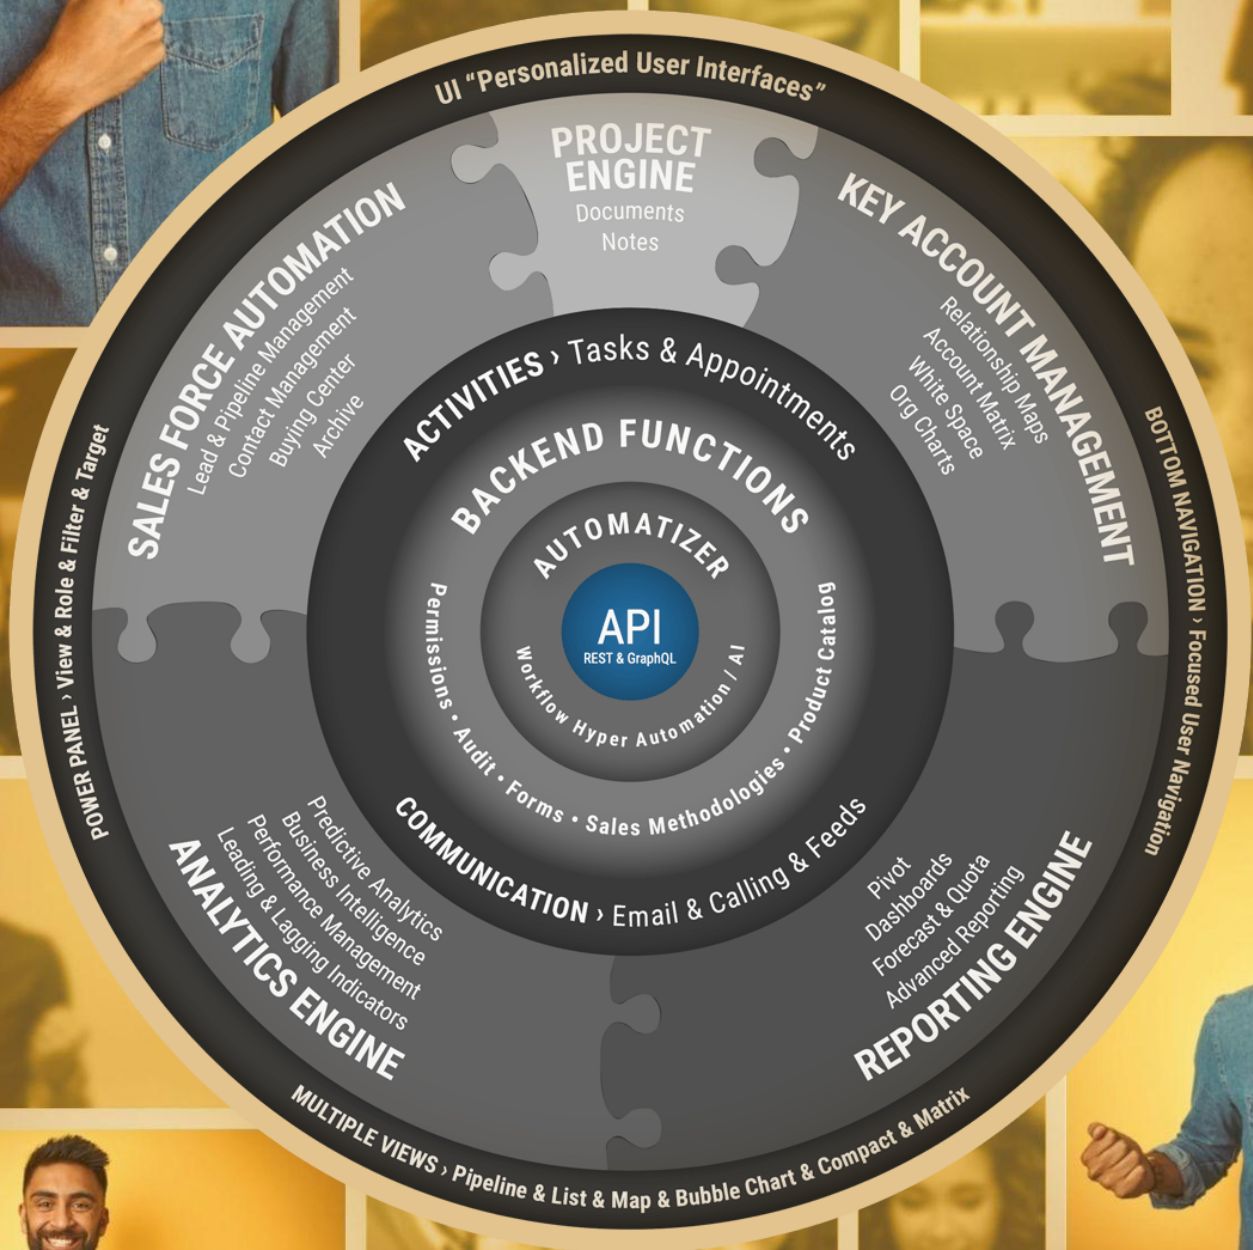 UI “Personalized User Interfaces”
PROJECT
ENGINE
Documents
Notes
SALES FORCE AUTOMATION
Lead & Pipeline Management
Contact Management
Buying Center
Archive
KEY ACCOUNT MANAGEMENT
Relationship Maps
Account Matrix
White Space
Org Charts
POWER PANEL › View & Role & Filter & Target
BOTTOM NAVIGATION › Focused User Navigation
ACTIVITIES › Tasks & Appointments
BACKEND FUNCTIONS
AUTOMATIZER
API
REST & GraphQL
Workflow Hyper Automation / AI
Permissions • Audit • Forms • Sales Methodologies • Product Catalog
COMMUNICATION › Email & Calling & Feeds
Predictive Analytics
Business Intelligence
Performance Management
Leading & Lagging Indicators
ANALYTICS ENGINE
Pivot
Dashboards
Forecast & Quota
Advanced Reporting
REPORTING ENGINE
MULTIPLE VIEWS › Pipeline & List & Map & Bubble Chart & Compact & Matrix